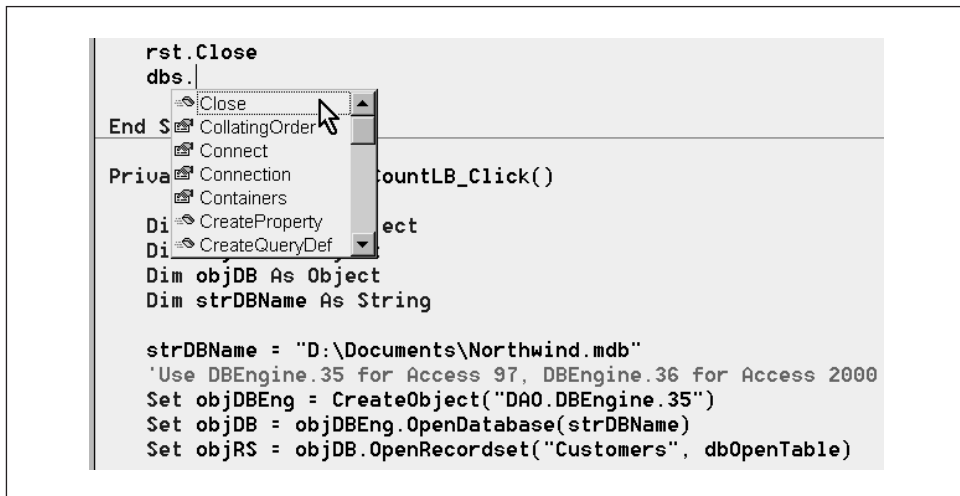 rst.Close
dbs.
Close
End S
CollatingOrder
Connect
Priva
Connection
CountLB_Click()
Containers
Di
CreateProperty
ect
Di
CreateQueryDef
Dim objDB As Object
Dim strDBName As String
strDBName = "D:\Documents\Northwind.mdb"
'Use DBEngine.35 for Access 97, DBEngine.36 for Access 2000
Set objDBEng = CreateObject("DAO.DBEngine.35")
Set objDB = objDBEng.OpenDatabase(strDBName)
Set objRS = objDB.OpenRecordset("Customers", dbOpenTable)